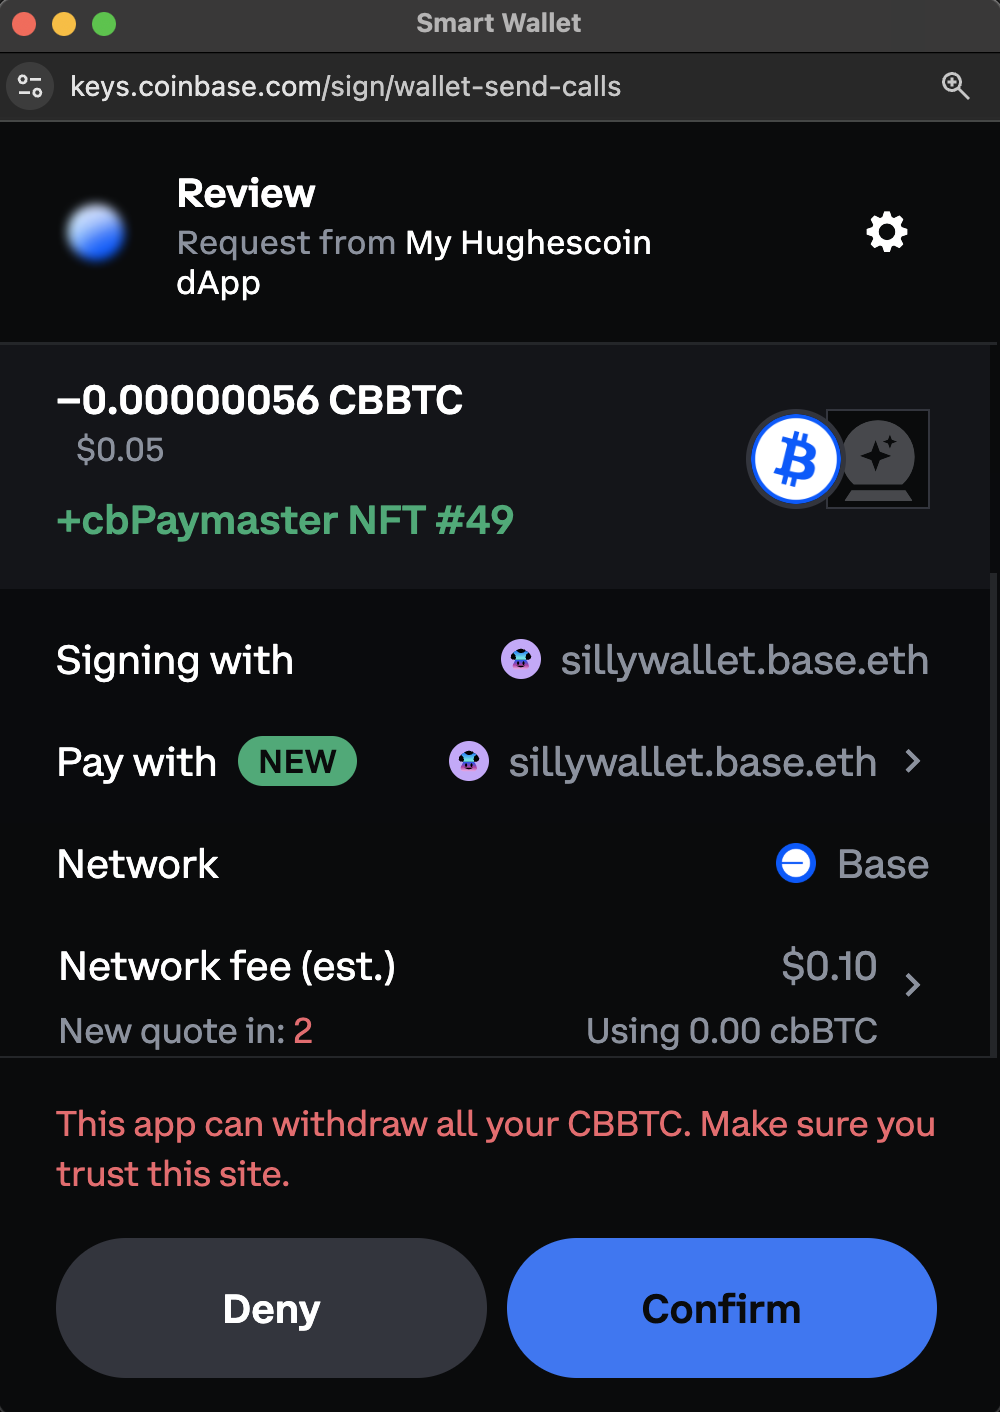 Smart Wallet
keys.coinbase.com/sign/wallet-send-calls
Review
Request from My Hughescoin
dApp
–0.00000056 CBBTC
$0.05
+cbPaymaster NFT #49
Signing with sillywallet.base.eth
Pay with NEW sillywallet.base.eth
Network Base
Network fee (est.) $0.10
New quote in: 2 Using 0.00 cbBTC
This app can withdraw all your CBBTC. Make sure you
trust this site.
Deny Confirm